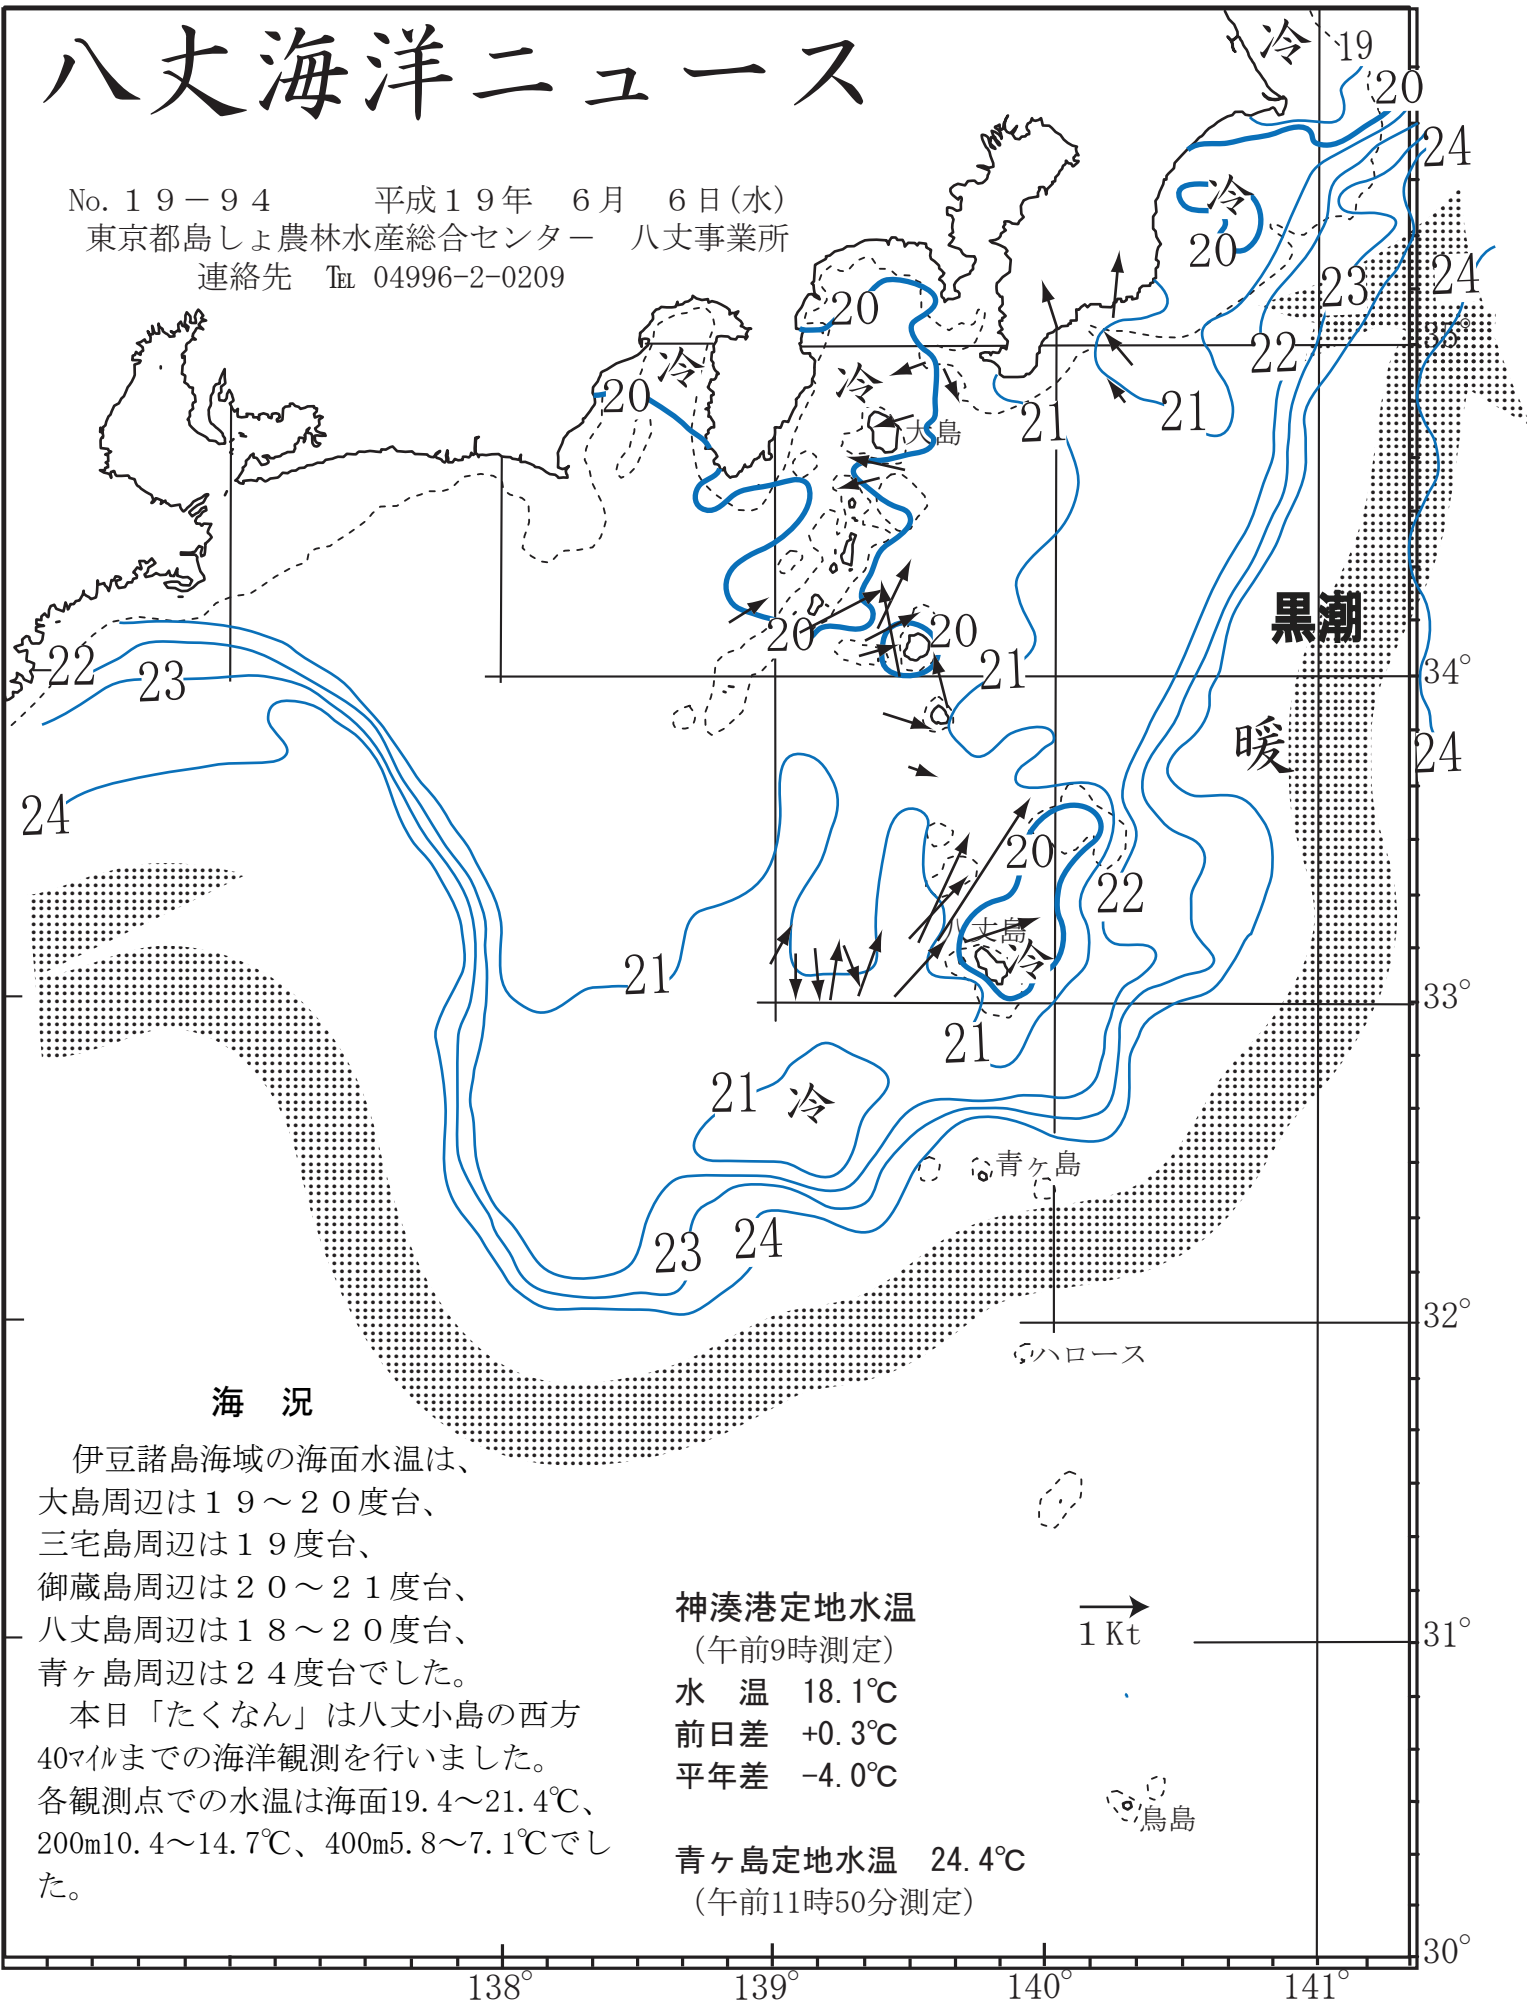 八丈海洋ニュース
No.１９－９４　　　平成１９年　６月　６日(水)
東京都島しょ農林水産総合センター　八丈事業所
連絡先　℡ 04996-2-0209
冷
19
20
24
冷
20
23
24
35°
22
20
冷
20
冷
大島
21
21
黒潮
22
23
20
20
21
34°
暖
24
24
20
22
八丈島
冷
21
33°
21
21
冷
青ヶ島
23
24
32°
ハロース
海　況
伊豆諸島海域の海面水温は、
大島周辺は１９～２０度台、
三宅島周辺は１９度台、
御蔵島周辺は２０～２１度台、
八丈島周辺は１８～２０度台、
青ヶ島周辺は２４度台でした。
本日「たくなん」は八丈小島の西方
40ﾏｲﾙまでの海洋観測を行いました。
各観測点での水温は海面19.4～21.4℃、
200m10.4～14.7℃、400m5.8～7.1℃でし
た。
神湊港定地水温
（午前9時測定）
水　温　18.1℃
前日差　+0.3℃
平年差　-4.0℃
青ヶ島定地水温　24.4℃
（午前11時50分測定）
１Kt
31°
鳥島
30°
138°
139°
140°
141°